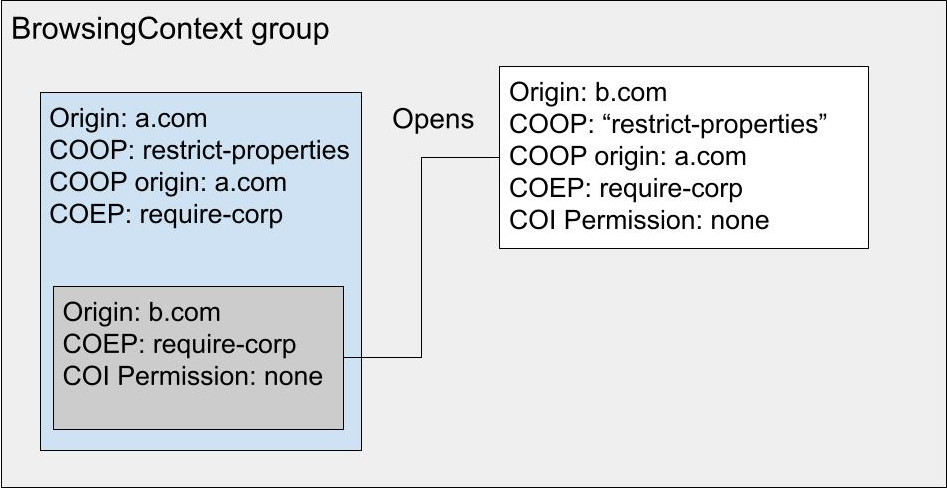 BrowsingContext group
Origin: a.com
COOP: restrict-properties
COOP origin: a.com
COEP: require-corp
Origin: b.com
COEP: require-corp
COI Permission: none
Opens
Origin: b.com
COOP: “restrict-properties”
COOP origin: a.com
COEP: require-corp
COI Permission: none